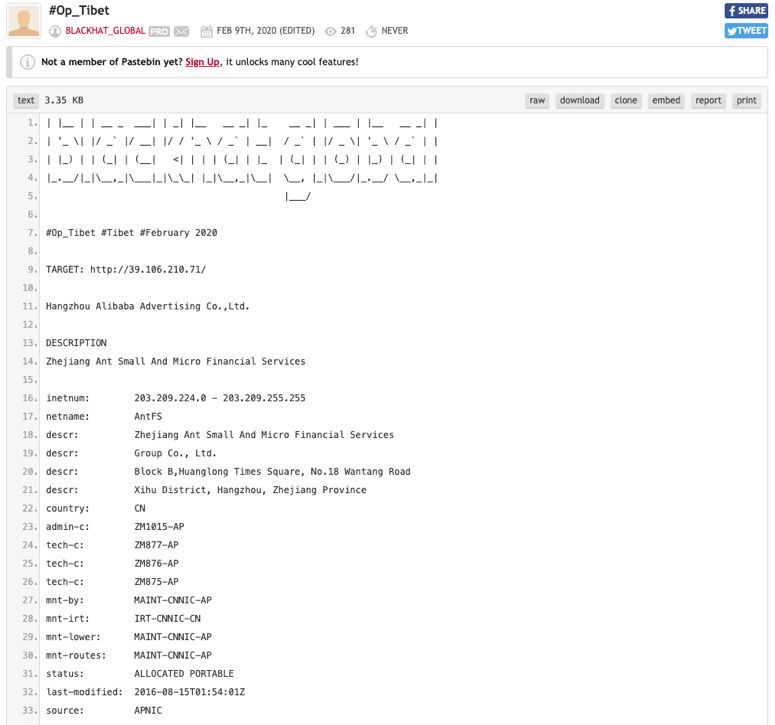 #Op_Tibet
BLACKHAT_GLOBAL PRO FEB 9TH, 2020 (EDITED) 281 NEVER
SHARE
TWEET
Not a member of Pastebin yet? Sign Up, it unlocks many cool features!
text 3.35 KB raw download clone embed report print
1. | |__ | | __ _ ___| | _| |__ __ _| |_ __ _| | ___ | |__ __ _| |
2. | '_ \| |/ _` |/ __| |/ / '_ \ / _` | __| / _` | |/ _ \| '_ \ / _` | |
3. | |_) | | (_| | (__| <| | | | (_| | |_ | (_| | | (_) | |_) | (_| | |
4. |_.__/|_|\__,_|\___|_|\_\_| |_|\__,_|\__| \__, |_|\___/|_.__/ \__,_|_|
5. |___/
6.
7. #Op_Tibet #Tibet #February 2020
8.
9. TARGET: http://39.106.210.71/
10.
11. Hangzhou Alibaba Advertising Co.,Ltd.
12.
13. DESCRIPTION
14. Zhejiang Ant Small And Micro Financial Services
15.
16. inetnum: 203.209.224.0 - 203.209.255.255
17. netname: AntFS
18. descr: Zhejiang Ant Small And Micro Financial Services
19. descr: Group Co., Ltd.
20. descr: Block B,Huanglong Times Square, No.18 Wantang Road
21. descr: Xihu District, Hangzhou, Zhejiang Province
22. country: CN
23. admin-c: ZM1015-AP
24. tech-c: ZM877-AP
25. tech-c: ZM876-AP
26. tech-c: ZM875-AP
27. mnt-by: MAINT-CNNIC-AP
28. mnt-irt: IRT-CNNIC-CN
29. mnt-lower: MAINT-CNNIC-AP
30. mnt-routes: MAINT-CNNIC-AP
31. status: ALLOCATED PORTABLE
32. last-modified: 2016-08-15T01:54:01Z
33. source: APNIC